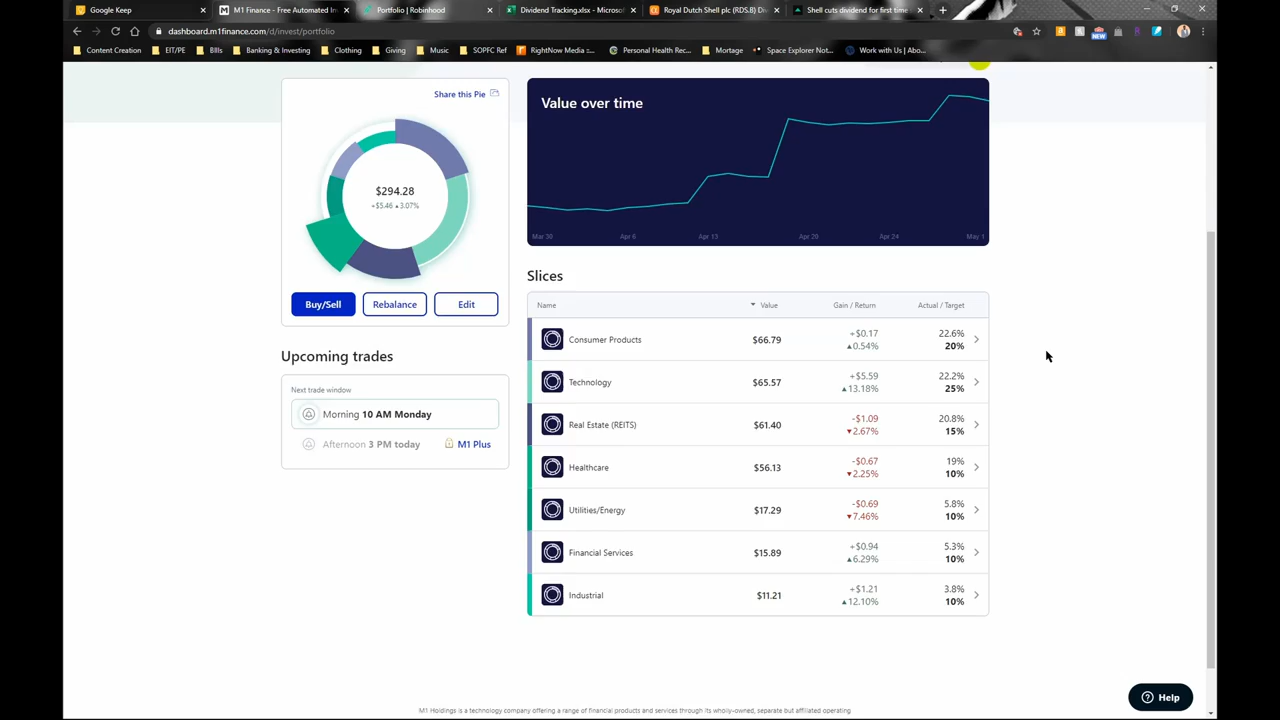 Google Keep
M1 Finance - Free Automated In
Portfolio | Robinhood
Dividend Tracking.xlsx - Microsof
Royal Dutch Shell plc (RDS.B) Div
Shell cuts dividend for first time
dashboard.m1finance.com/d/invest/portfolio
NEW
Content Creation
EIT/PE
Bills
Banking & Investing
Clothing
Giving
Music
SOPFC Ref
RightNow Media ::...
Personal Health Rec...
Mortage
Space Explorer Not...
Work with Us | Abo...
Share this Pie
$294.28
+$5.46 ▲3.07%
Buy/Sell
Rebalance
Edit
Upcoming trades
Next trade window
Morning 10 AM Monday
Afternoon 3 PM today
M1 Plus
Value over time
Mar 30
Apr 6
Apr 13
Apr 20
Apr 24
May 1
Slices
Name
Value
Gain / Return
Actual / Target
Consumer Products
$66.79
+$0.17
▲0.54%
22.6%
20%
Technology
$65.57
+$5.59
▲13.18%
22.2%
25%
Real Estate (REITS)
$61.40
-$1.09
▼2.67%
20.8%
15%
Healthcare
$56.13
-$0.67
▼2.25%
19%
10%
Utilities/Energy
$17.29
-$0.69
▼7.46%
5.8%
10%
Financial Services
$15.89
+$0.94
▲6.29%
5.3%
10%
Industrial
$11.21
+$1.21
▲12.10%
3.8%
10%
Help
M1 Holdings is a technology company offering a range of financial products and services through its wholly-owned, separate but affiliated operating